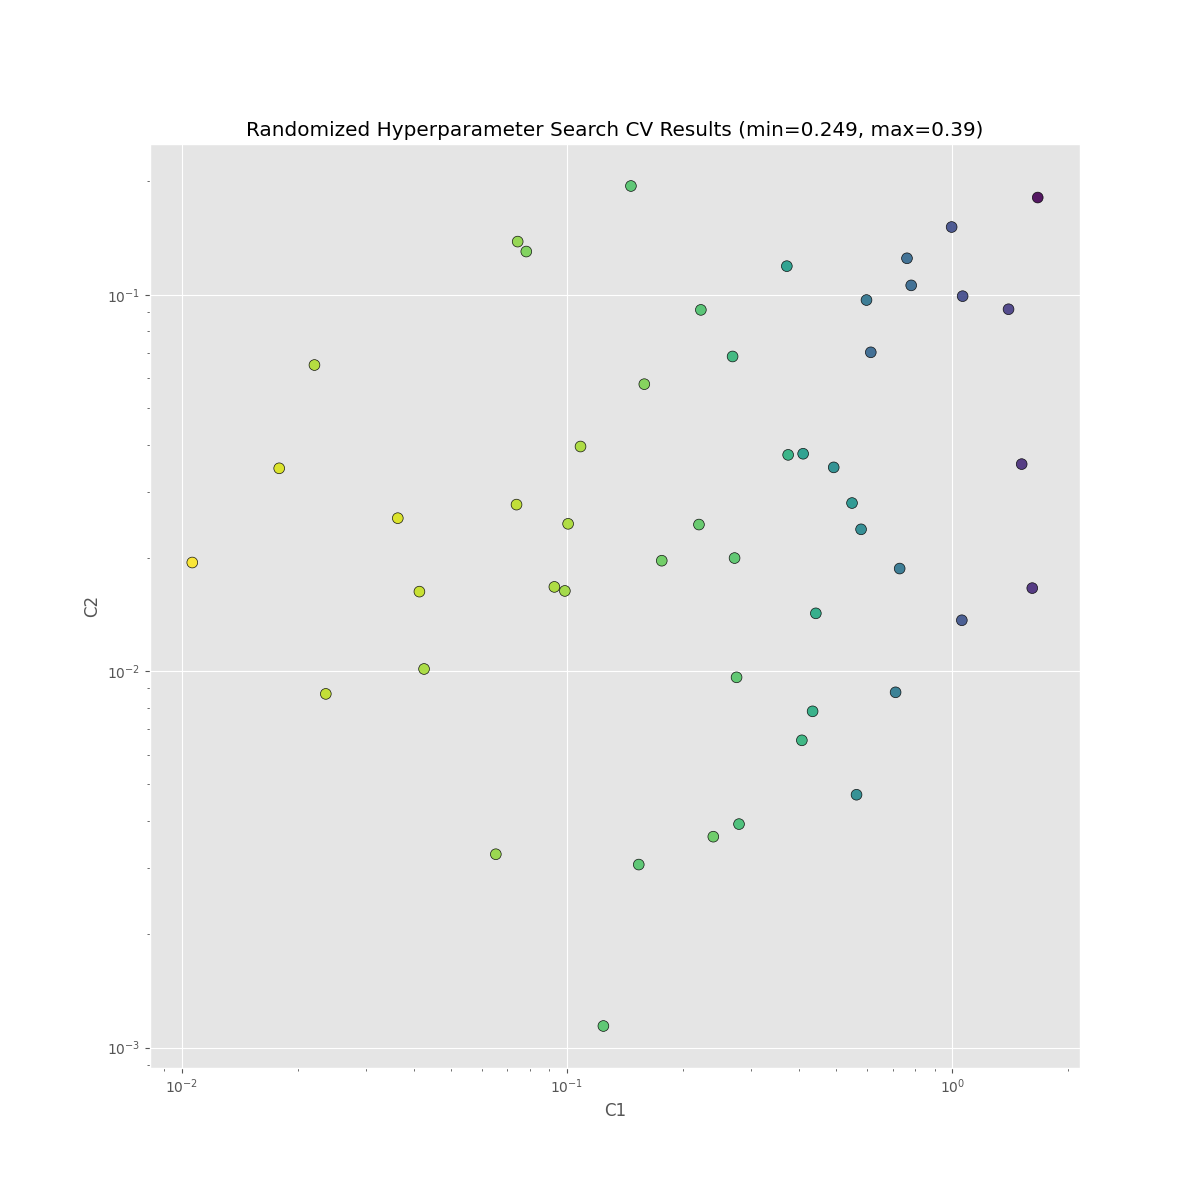 Randomized Hyperparameter Search CV Results (min=0.249, max=0.39)
10⁻¹
C2
10⁻²
10⁻³
10⁻² 10⁻¹ 10⁰
C1